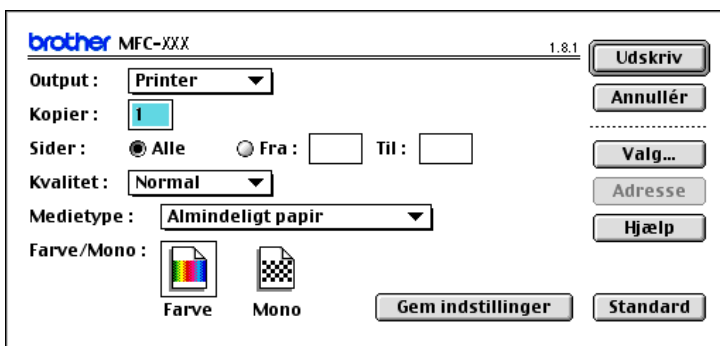 brother MFC-XXX 1.8.1 Udskriv
Output : Printer
Annullér
Kopier : 1
Sider : Alle Fra : Til : Valg...
Kvalitet : Normal
Adresse
Medietype : Almindeligt papir
Hjælp
Farve/Mono :
Farve Mono Gem indstillinger Standard